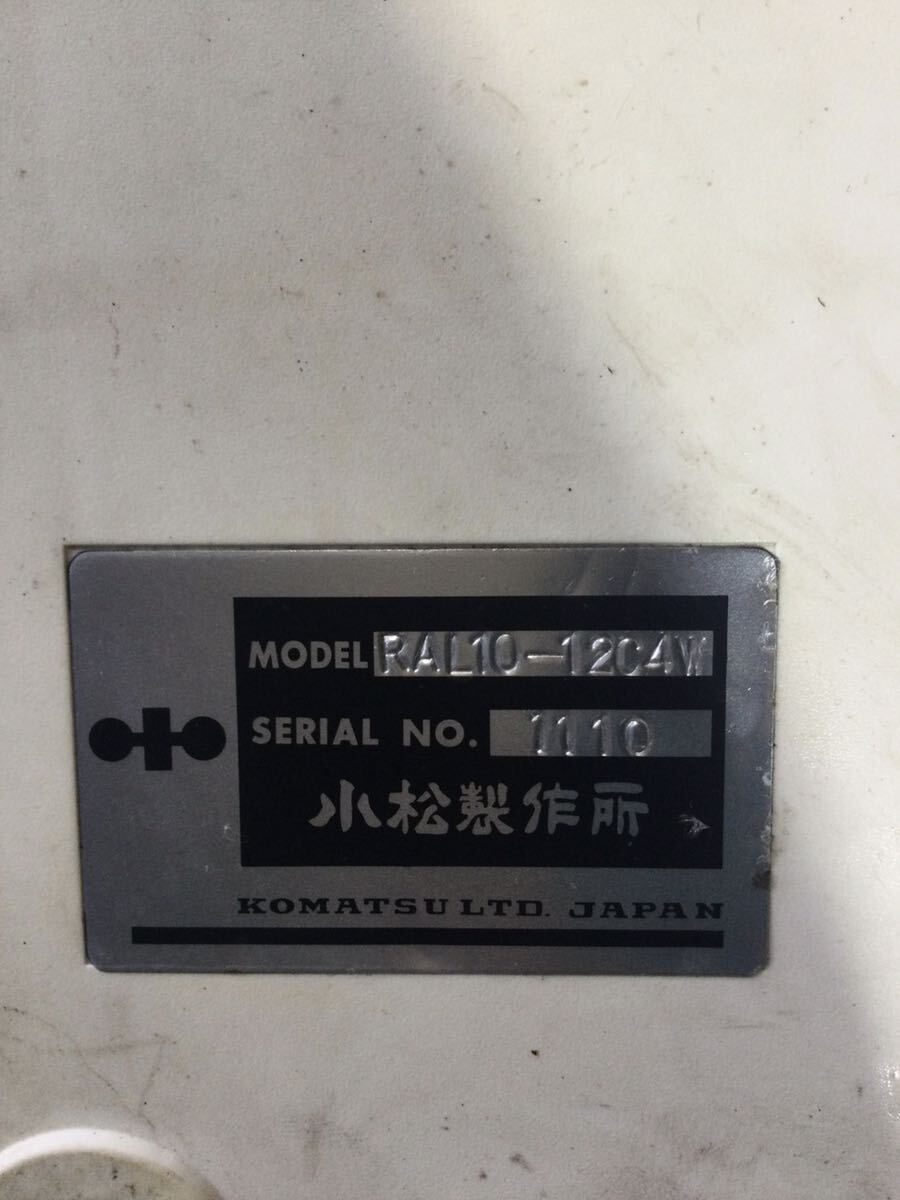 MODEL RAL10-12C4W
SERIAL NO. 1110
小松製作所
KOMATSU LTD. JAPAN